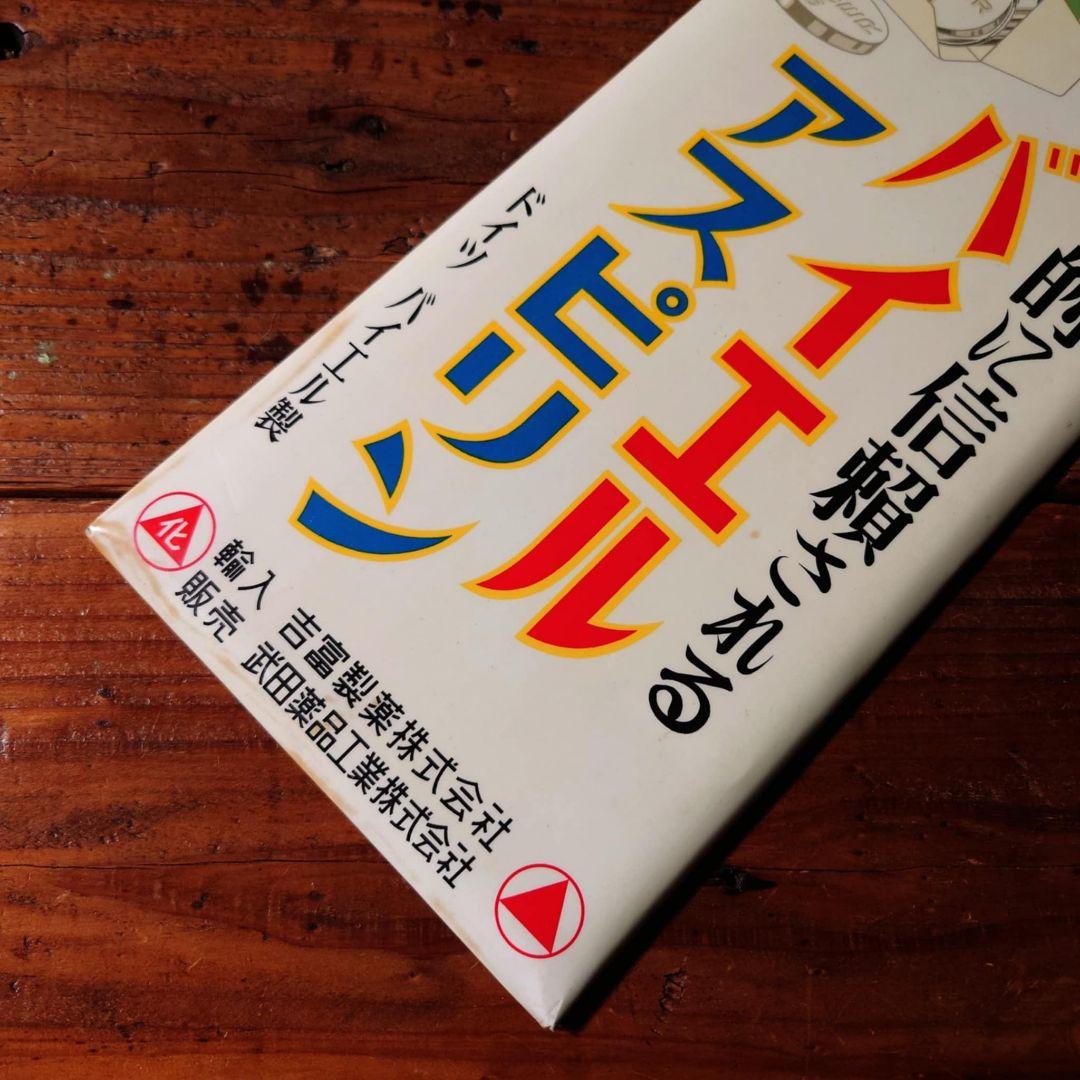 的に信頼される
バイエル
アスピリン
ドイツ バイエル製
化
輸入 吉富製薬株式会社
販売 武田薬品工業株式会社